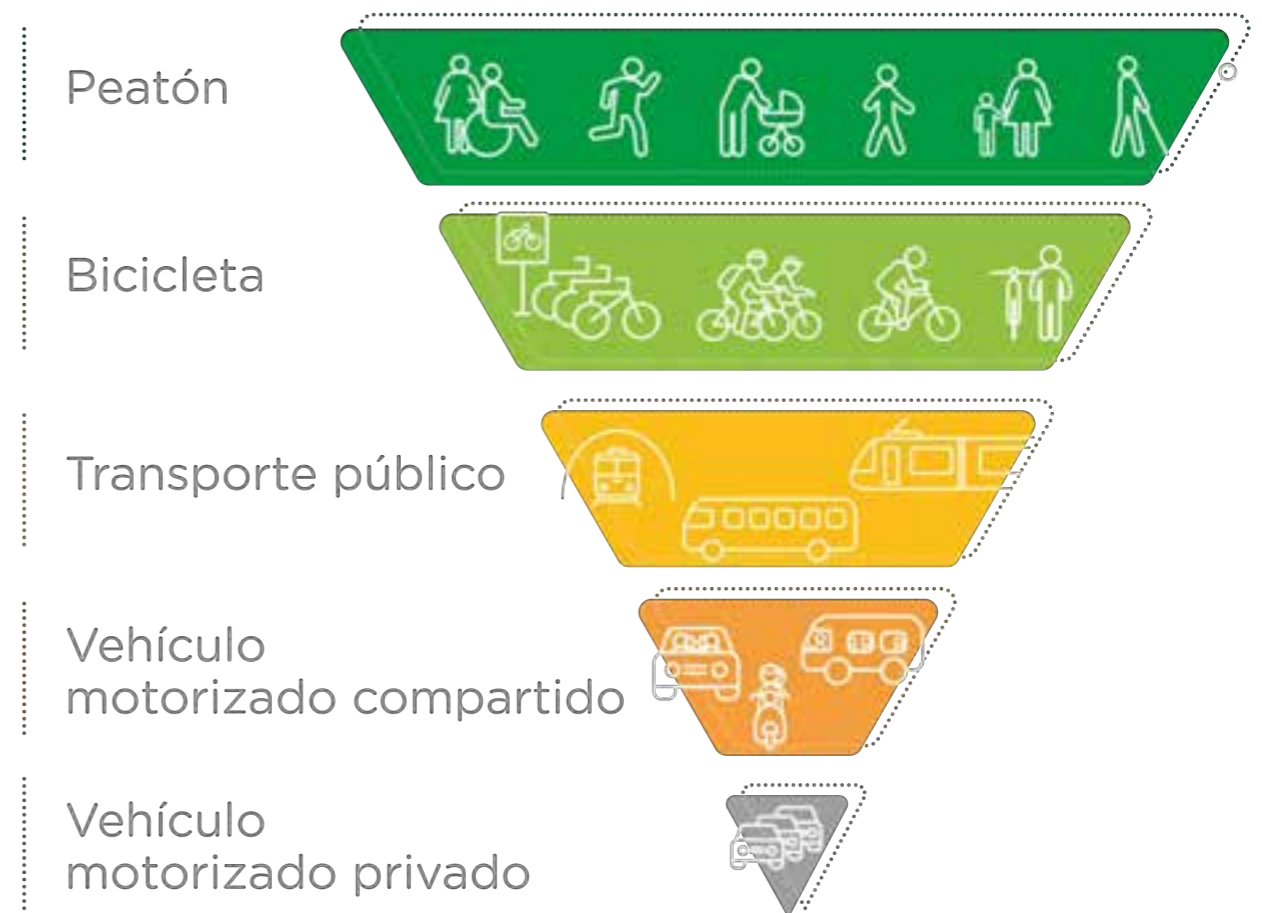 Peatón
Bicicleta
Transporte público
Vehículo
motorizado compartido
Vehículo
motorizado privado